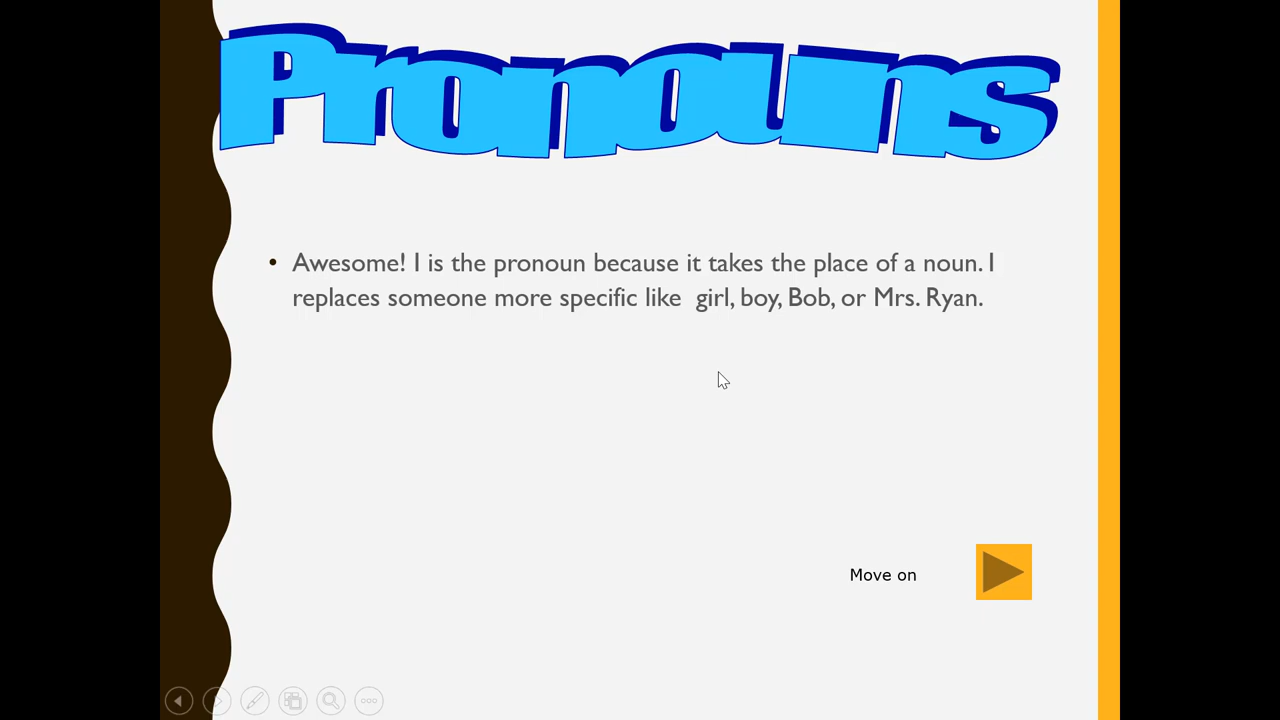 Pronouns
• Awesome! I is the pronoun because it takes the place of a noun. I
replaces someone more specific like  girl, boy, Bob, or Mrs. Ryan.
Move on